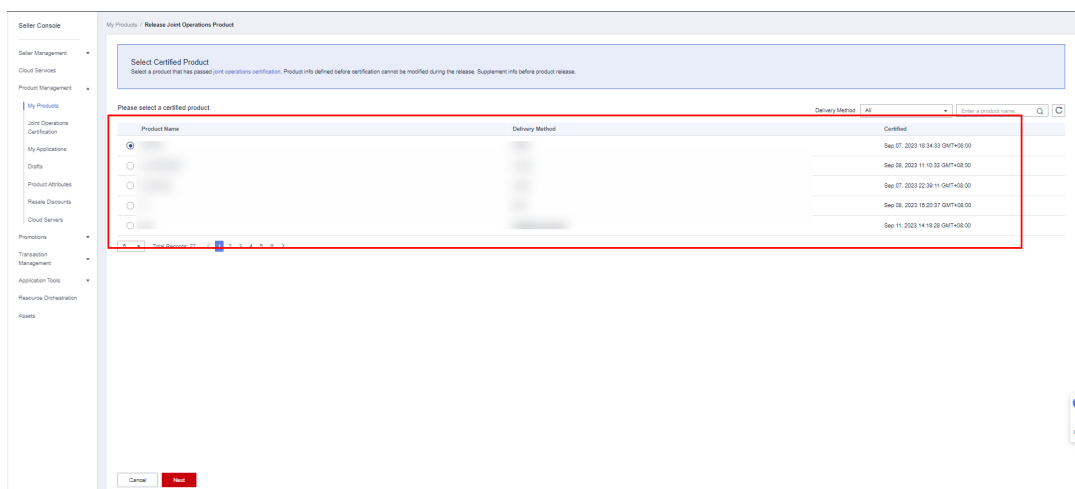 Seller Console
My Products / Release Joint Operations Product
Seller Management
Cloud Services
Product Management
My Products
Joint Operations
Certification
My Applications
Drafts
Product Attributes
Resale Discounts
Cloud Servers
Promotions
Transaction
Management
Application Tools
Resource Orchestration
Assets
Select Certified Product
Select a product that has passed joint operations certification. Product info defined before certification cannot be modified during the release. Supplement info before product release.
Please select a certified product.
Delivery Method All Enter a product name.
Product Name Delivery Method Certified
Sep 07, 2023 18:34:33 GMT+08:00
Sep 08, 2023 11:10:33 GMT+08:00
Sep 07, 2023 22:39:11 GMT+08:00
Sep 08, 2023 15:20:37 GMT+08:00
Sep 11, 2023 14:18:28 GMT+08:00
5 Total Records: 27 < 1 2 3 4 5 6 >
Cancel Next